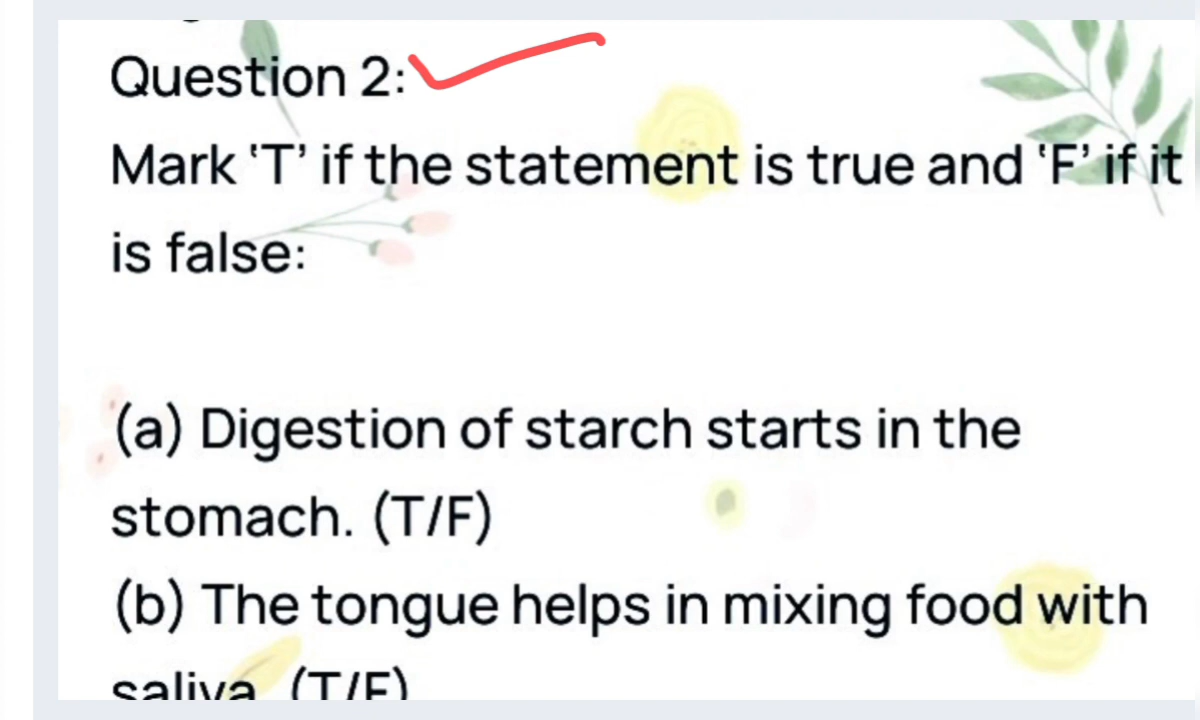 Question 2:
Mark ‘T’ if the statement is true and ‘F’ if it
is false:
(a) Digestion of starch starts in the
stomach. (T/F)
(b) The tongue helps in mixing food with
saliva. (T/F)